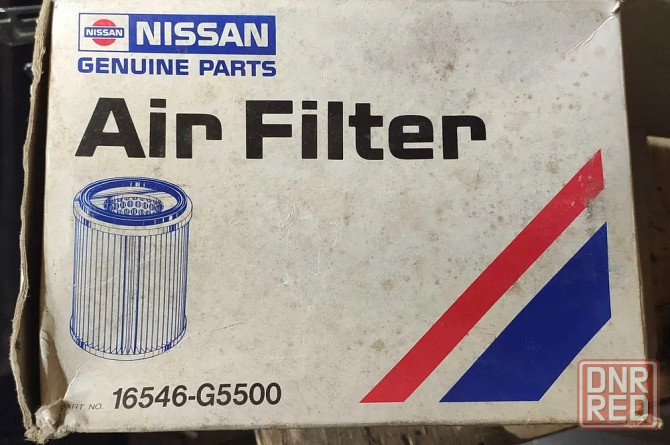 NISSAN NISSAN
GENUINE PARTS
Air Filter
PART NO. 16546-G5500
DNR
RED